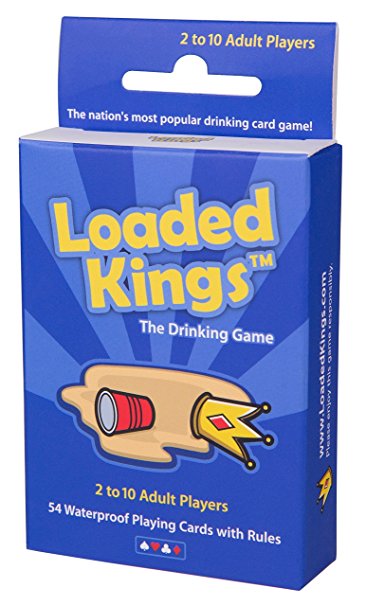 2 to 10 Adult Players
The nation's most popular drinking card game!
Loaded
Kings™
The Drinking Game
2 to 10 Adult Players
54 Waterproof Playing Cards with Rules
www.LoadedKings.com
Please enjoy this game responsibly.